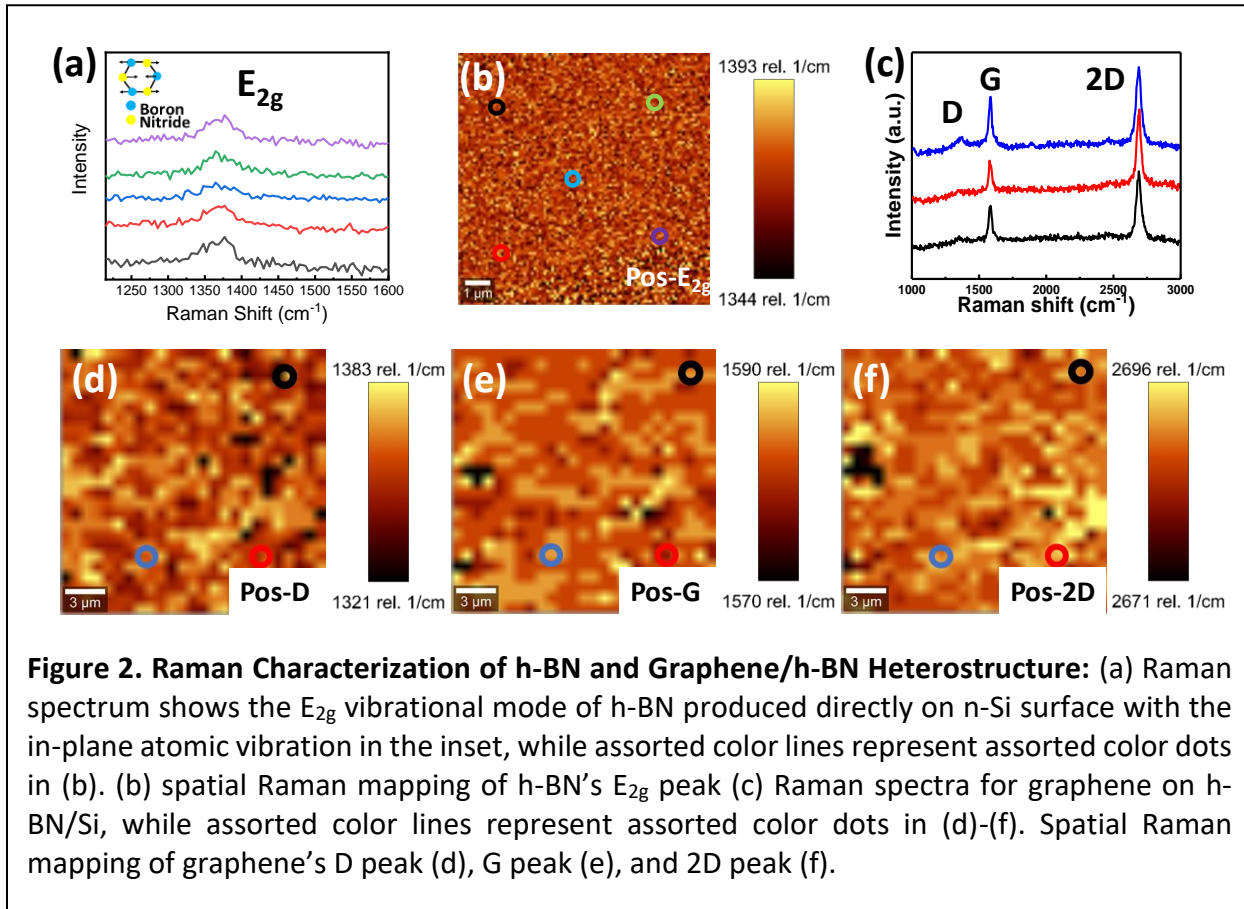 (a)
E2g
Boron
Nitride
Intensity
1250 1300 1350 1400 1450 1500 1550 1600
Raman Shift (cm-1)
(b)
1393 rel. 1/cm
1 µm
Pos-E2g
1344 rel. 1/cm
(c)
D
G
2D
Intensity (a.u.)
1000 1500 2000 2500 3000
Raman shift (cm-1)
(d)
1383 rel. 1/cm
3 µm
Pos-D
1321 rel. 1/cm
(e)
1590 rel. 1/cm
3 µm
Pos-G
1570 rel. 1/cm
(f)
2696 rel. 1/cm
3 µm
Pos-2D
2671 rel. 1/cm
Figure 2. Raman Characterization of h-BN and Graphene/h-BN Heterostructure: (a) Raman
spectrum shows the E2g vibrational mode of h-BN produced directly on n-Si surface with the
in-plane atomic vibration in the inset, while assorted color lines represent assorted color dots
in (b). (b) spatial Raman mapping of h-BN’s E2g peak (c) Raman spectra for graphene on h-
BN/Si, while assorted color lines represent assorted color dots in (d)-(f). Spatial Raman
mapping of graphene’s D peak (d), G peak (e), and 2D peak (f).